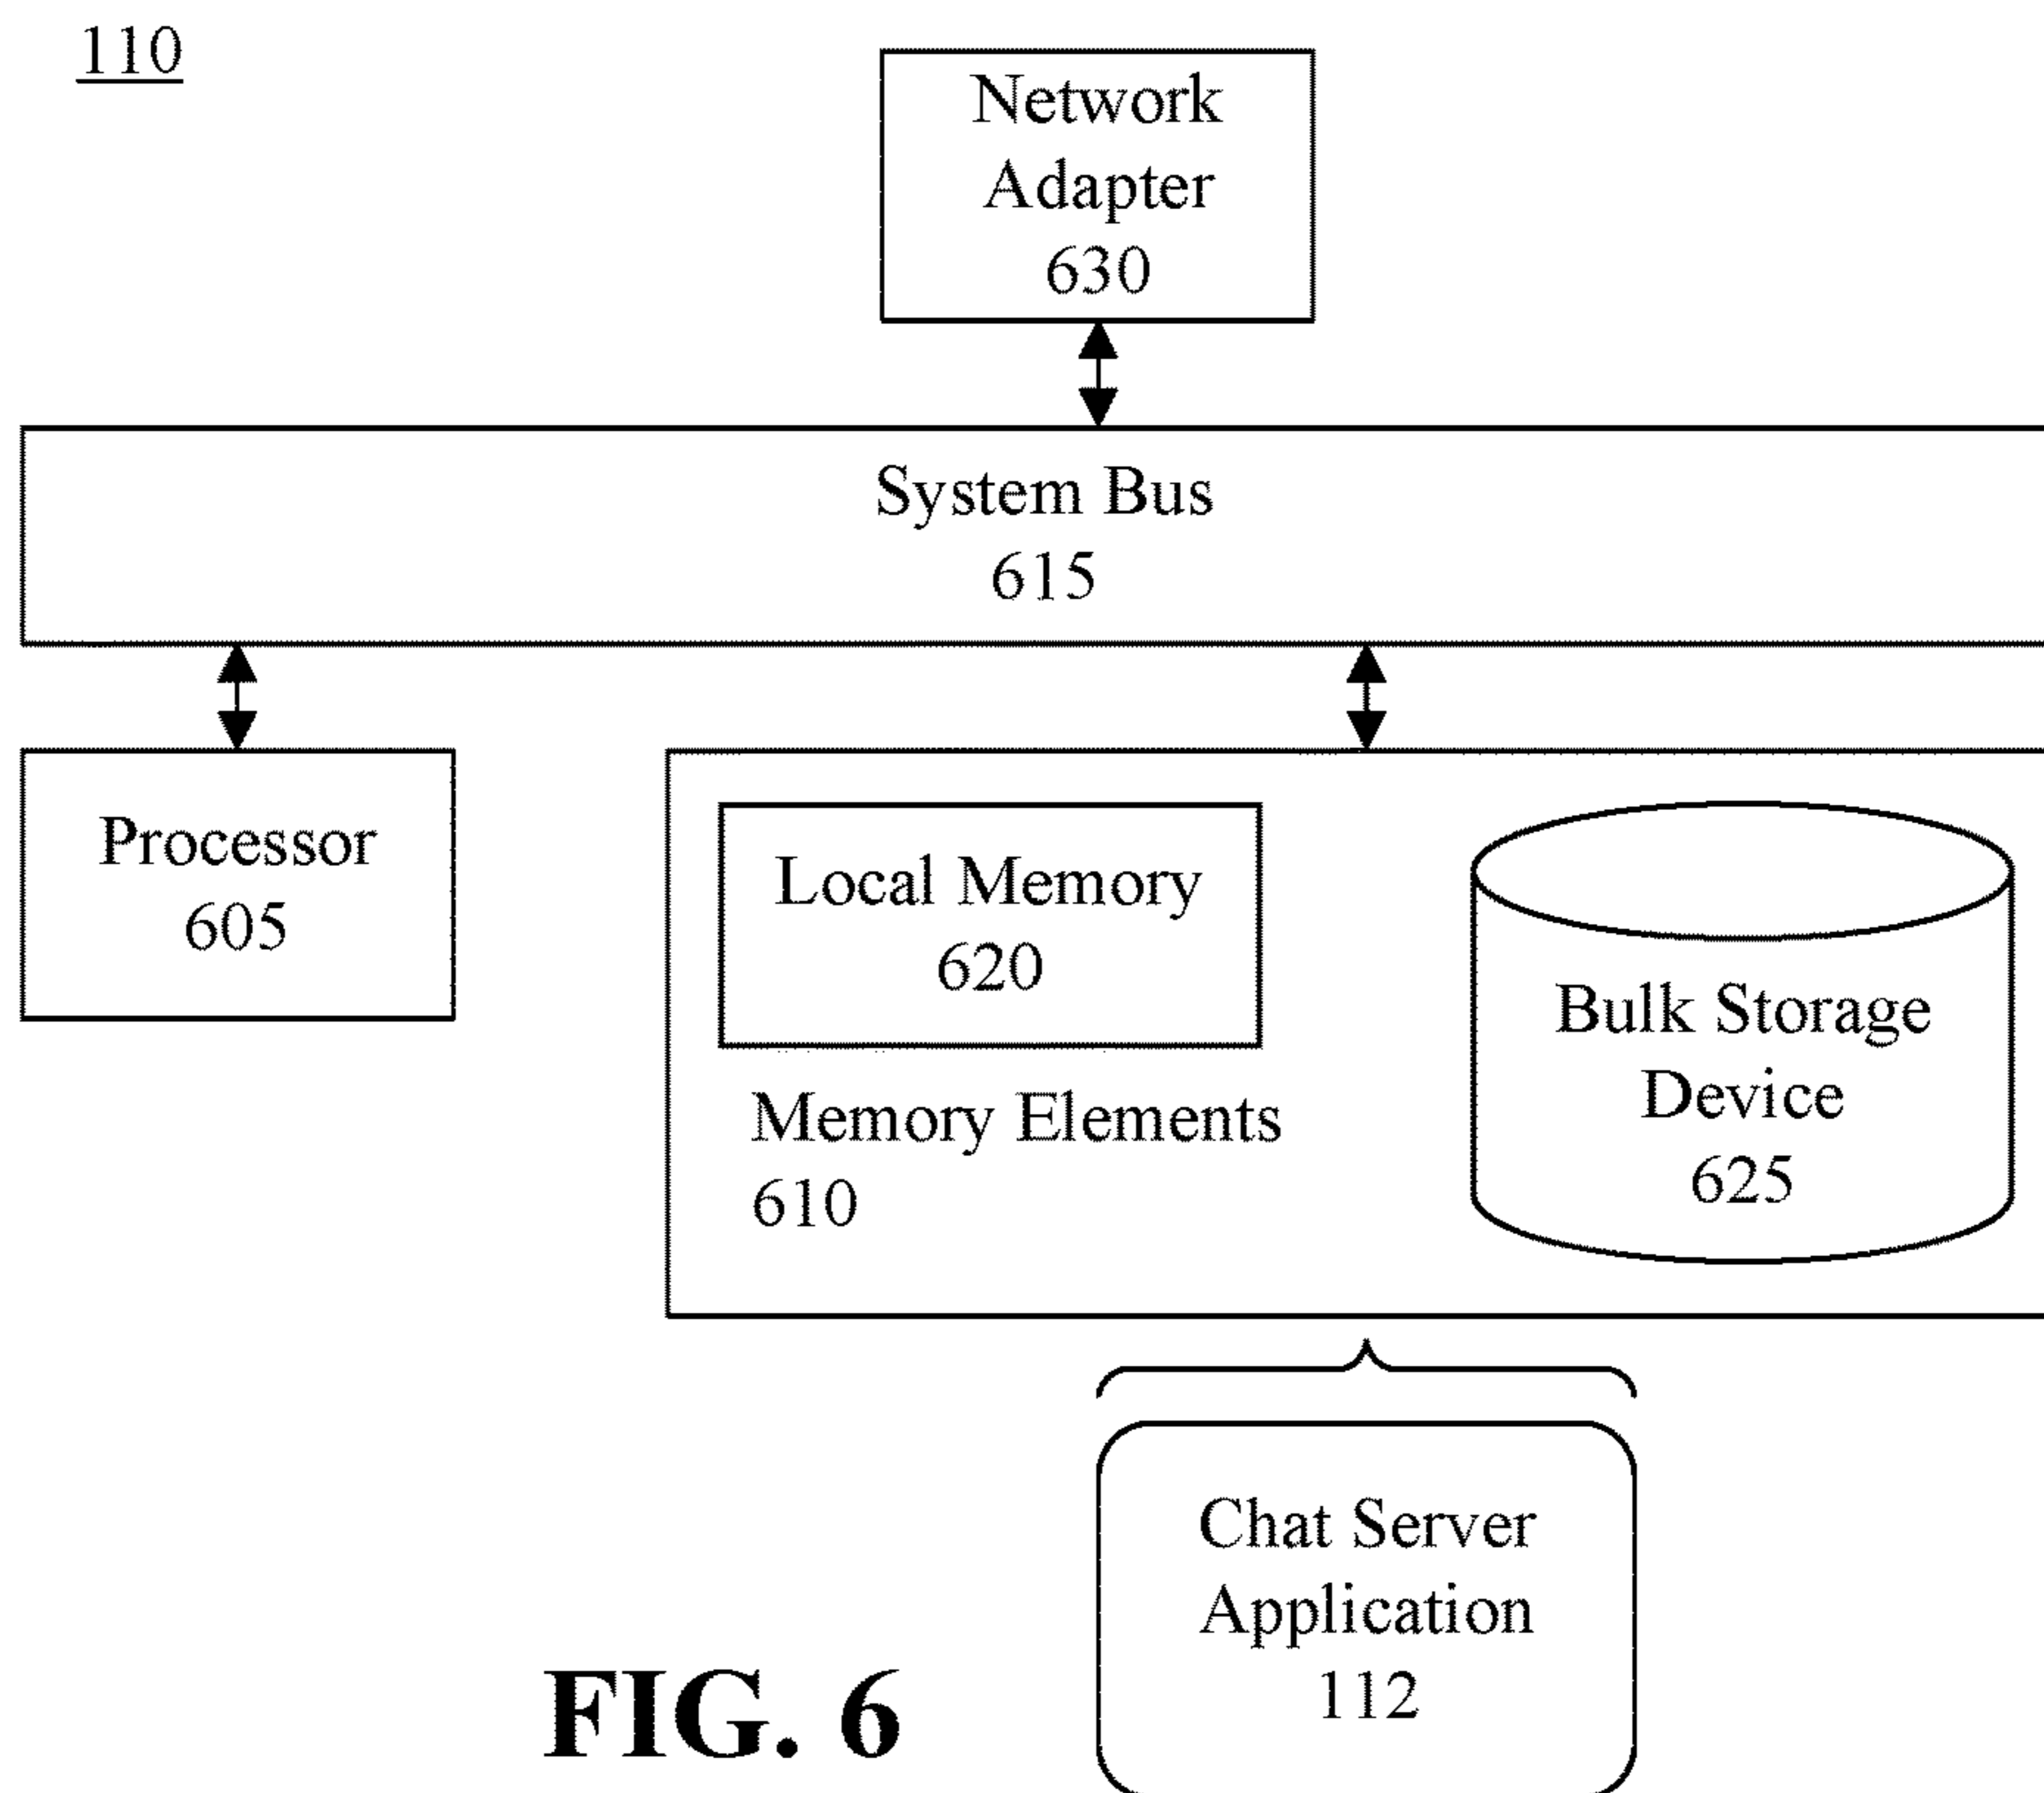 110
Network
Adapter
630
System Bus
615
Processor
605
Local Memory
620
Memory Elements
610
Bulk Storage
Device
625
Chat Server
Application
112
FIG. 6